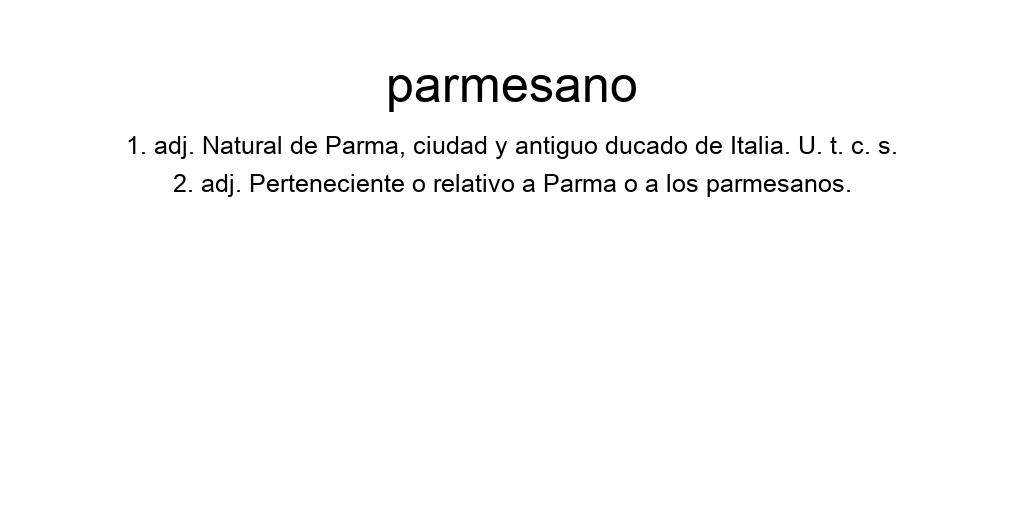 parmesano
1. adj. Natural de Parma, ciudad y antiguo ducado de Italia. U. t. c. s.
2. adj. Perteneciente o relativo a Parma o a los parmesanos.